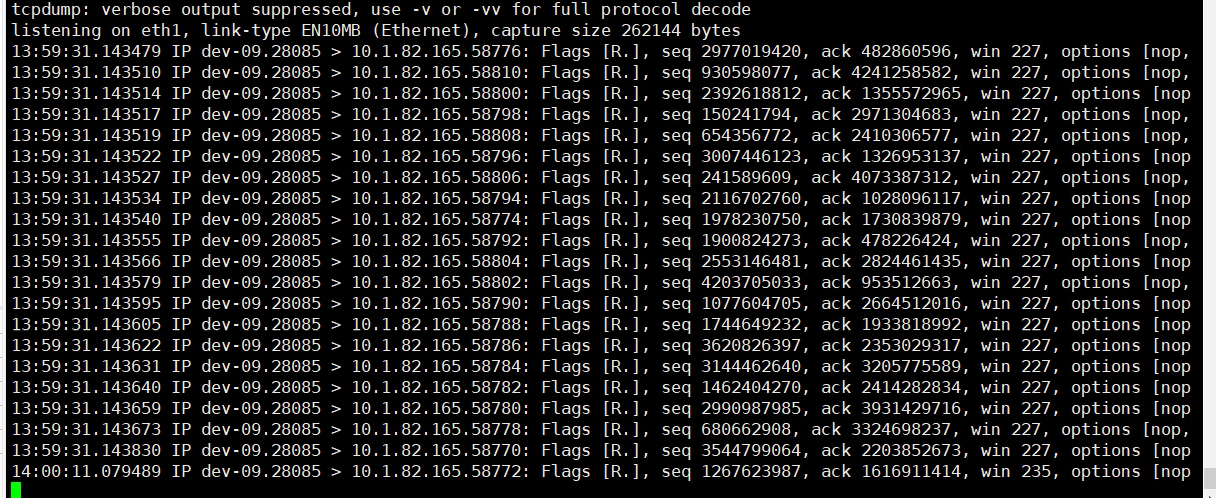 tcpdump: verbose output suppressed, use -v or -vv for full protocol decode
listening on eth1, link-type EN10MB (Ethernet), capture size 262144 bytes
13:59:31.143479 IP dev-09.28085 > 10.1.82.165.58776: Flags [R.], seq 2977019420, ack 482860596, win 227, options [nop,
13:59:31.143510 IP dev-09.28085 > 10.1.82.165.58810: Flags [R.], seq 930598077, ack 4241258582, win 227, options [nop,
13:59:31.143514 IP dev-09.28085 > 10.1.82.165.58800: Flags [R.], seq 2392618812, ack 1355572965, win 227, options [nop
13:59:31.143517 IP dev-09.28085 > 10.1.82.165.58798: Flags [R.], seq 150241794, ack 2971304683, win 227, options [nop,
13:59:31.143519 IP dev-09.28085 > 10.1.82.165.58808: Flags [R.], seq 654356772, ack 2410306577, win 227, options [nop,
13:59:31.143522 IP dev-09.28085 > 10.1.82.165.58796: Flags [R.], seq 3007446123, ack 1326953137, win 227, options [nop
13:59:31.143527 IP dev-09.28085 > 10.1.82.165.58806: Flags [R.], seq 241589609, ack 4073387312, win 227, options [nop,
13:59:31.143534 IP dev-09.28085 > 10.1.82.165.58794: Flags [R.], seq 2116702760, ack 1028096117, win 227, options [nop
13:59:31.143540 IP dev-09.28085 > 10.1.82.165.58774: Flags [R.], seq 1978230750, ack 1730839879, win 227, options [nop
13:59:31.143555 IP dev-09.28085 > 10.1.82.165.58792: Flags [R.], seq 1900824273, ack 478226424, win 227, options [nop,
13:59:31.143566 IP dev-09.28085 > 10.1.82.165.58804: Flags [R.], seq 2553146481, ack 2824461435, win 227, options [nop
13:59:31.143579 IP dev-09.28085 > 10.1.82.165.58802: Flags [R.], seq 4203705033, ack 953512663, win 227, options [nop,
13:59:31.143595 IP dev-09.28085 > 10.1.82.165.58790: Flags [R.], seq 1077604705, ack 2664512016, win 227, options [nop
13:59:31.143605 IP dev-09.28085 > 10.1.82.165.58788: Flags [R.], seq 1744649232, ack 1933818992, win 227, options [nop
13:59:31.143622 IP dev-09.28085 > 10.1.82.165.58786: Flags [R.], seq 3620826397, ack 2353029317, win 227, options [nop
13:59:31.143631 IP dev-09.28085 > 10.1.82.165.58784: Flags [R.], seq 3144462640, ack 3205775589, win 227, options [nop
13:59:31.143640 IP dev-09.28085 > 10.1.82.165.58782: Flags [R.], seq 1462404270, ack 2414282834, win 227, options [nop
13:59:31.143659 IP dev-09.28085 > 10.1.82.165.58780: Flags [R.], seq 2990987985, ack 3931429716, win 227, options [nop
13:59:31.143673 IP dev-09.28085 > 10.1.82.165.58778: Flags [R.], seq 680662908, ack 3324698237, win 227, options [nop,
13:59:31.143830 IP dev-09.28085 > 10.1.82.165.58770: Flags [R.], seq 3544799064, ack 2203852673, win 227, options [nop
14:00:11.079489 IP dev-09.28085 > 10.1.82.165.58772: Flags [R.], seq 1267623987, ack 1616911414, win 235, options [nop